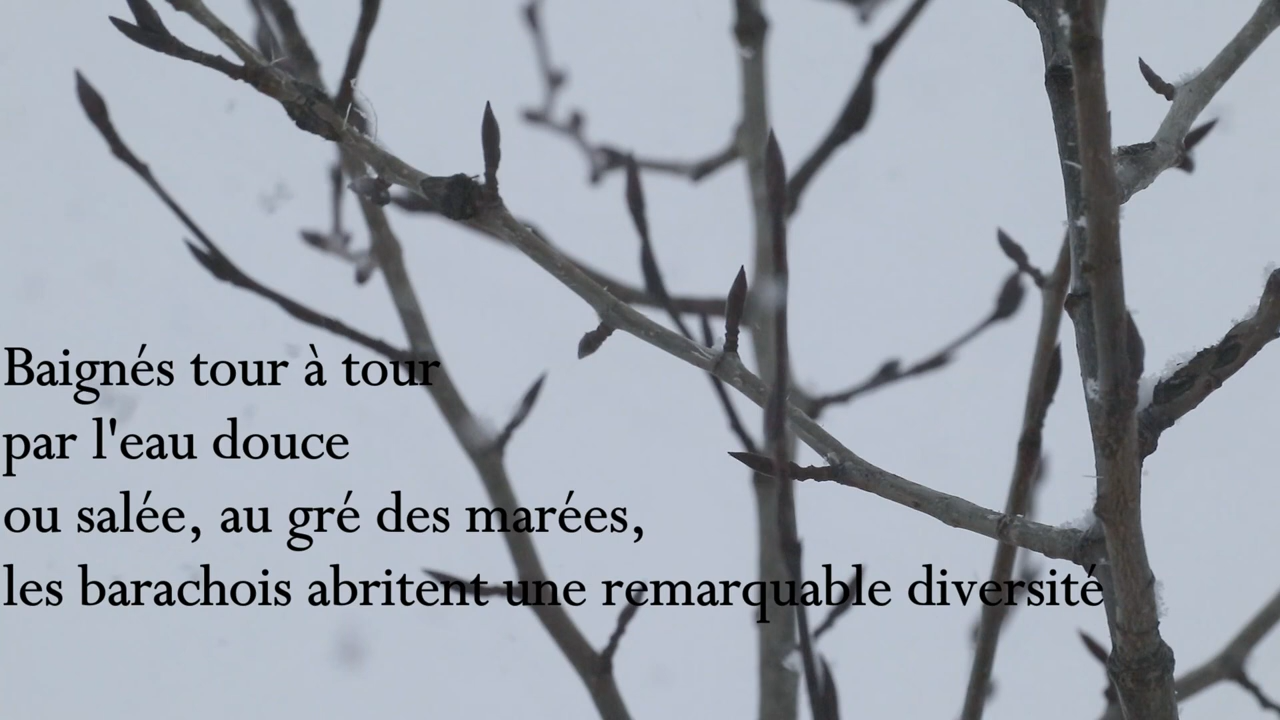 Baignés tour à tour
par l'eau douce
ou salée, au gré des marées,
les barachois abritent une remarquable diversité